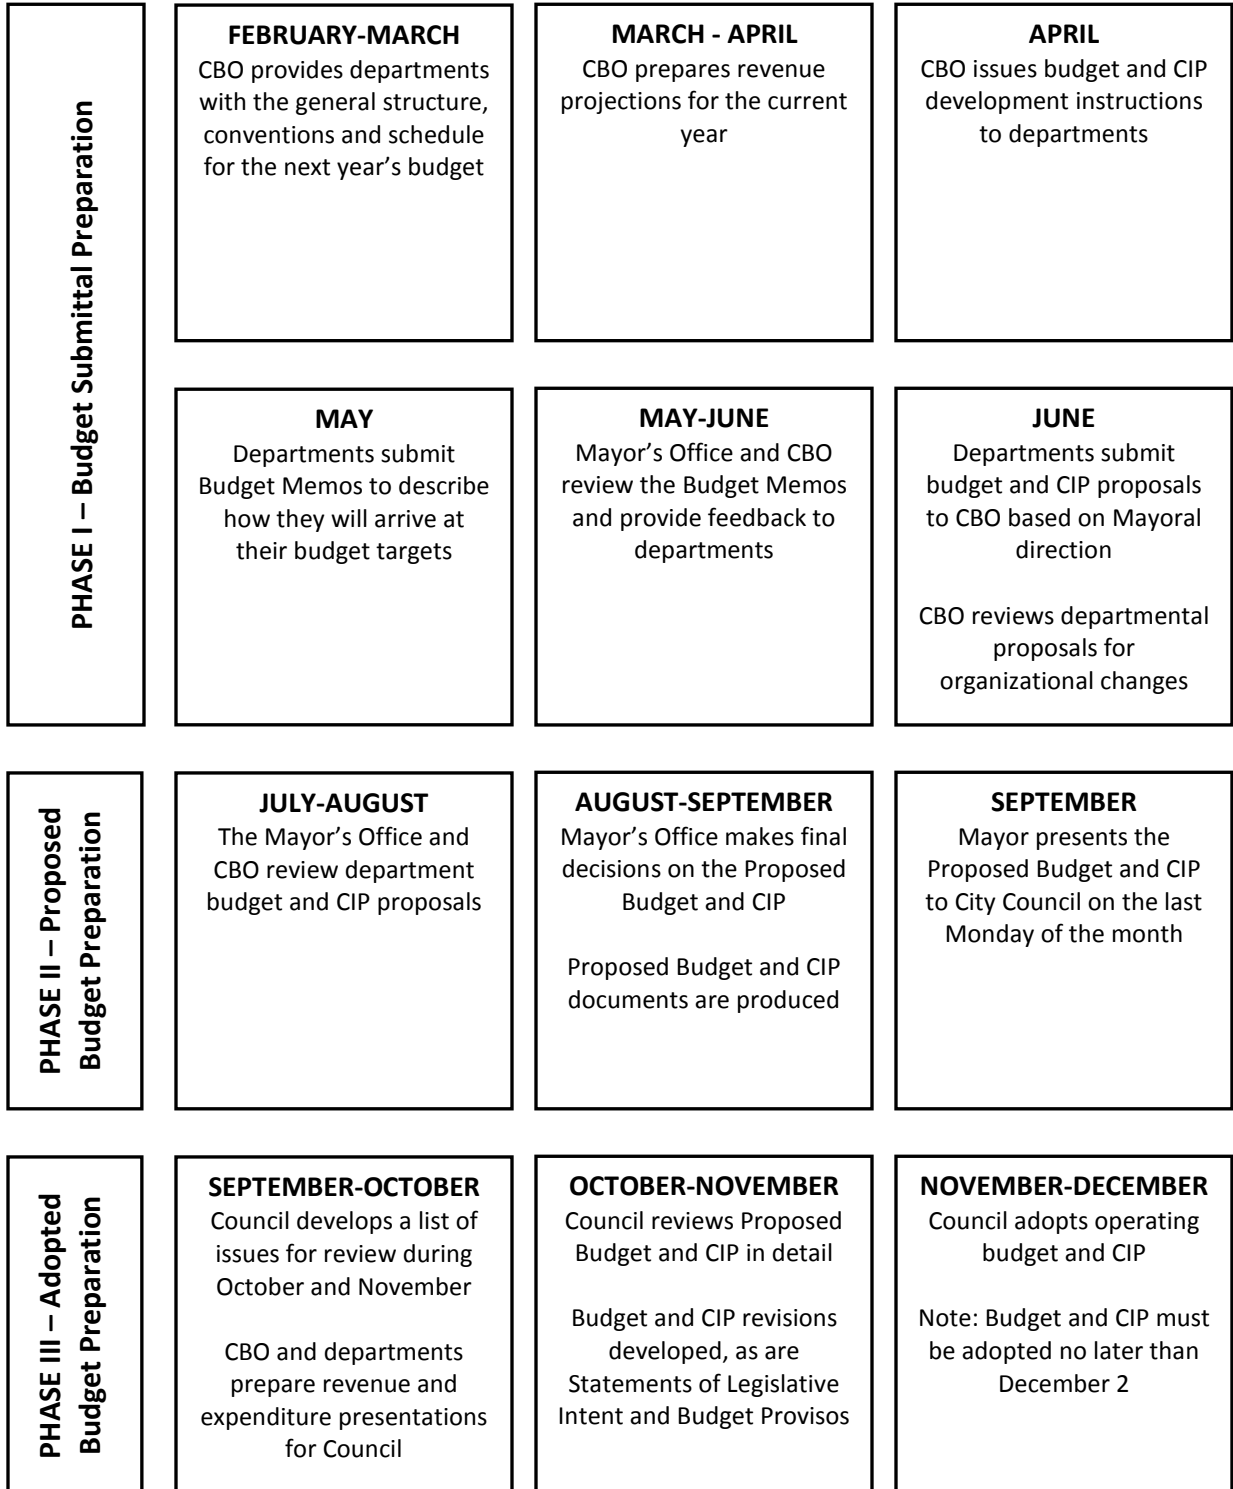 PHASE I – Budget Submittal Preparation
FEBRUARY-MARCH
CBO provides departments
with the general structure,
conventions and schedule
for the next year’s budget
MARCH - APRIL
CBO prepares revenue
projections for the current
year
APRIL
CBO issues budget and CIP
development instructions
to departments
MAY
Departments submit
Budget Memos to describe
how they will arrive at
their budget targets
MAY-JUNE
Mayor’s Office and CBO
review the Budget Memos
and provide feedback to
departments
JUNE
Departments submit
budget and CIP proposals
to CBO based on Mayoral
direction
CBO reviews departmental
proposals for
organizational changes
PHASE II – Proposed
Budget Preparation
JULY-AUGUST
The Mayor’s Office and
CBO review department
budget and CIP proposals
AUGUST-SEPTEMBER
Mayor’s Office makes final
decisions on the Proposed
Budget and CIP
Proposed Budget and CIP
documents are produced
SEPTEMBER
Mayor presents the
Proposed Budget and CIP
to City Council on the last
Monday of the month
PHASE III – Adopted
Budget Preparation
SEPTEMBER-OCTOBER
Council develops a list of
issues for review during
October and November
CBO and departments
prepare revenue and
expenditure presentations
for Council
OCTOBER-NOVEMBER
Council reviews Proposed
Budget and CIP in detail
Budget and CIP revisions
developed, as are
Statements of Legislative
Intent and Budget Provisos
NOVEMBER-DECEMBER
Council adopts operating
budget and CIP
Note: Budget and CIP must
be adopted no later than
December 2